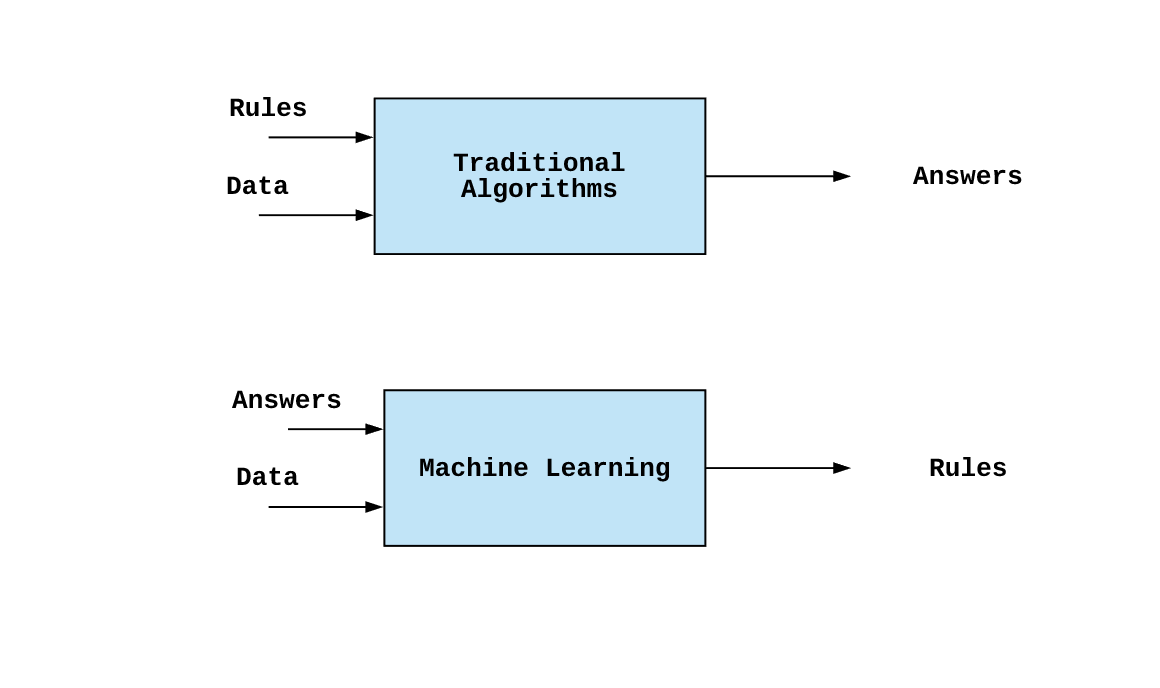 Rules
Data
Traditional
Algorithms
Answers
Answers
Data
Machine Learning
Rules